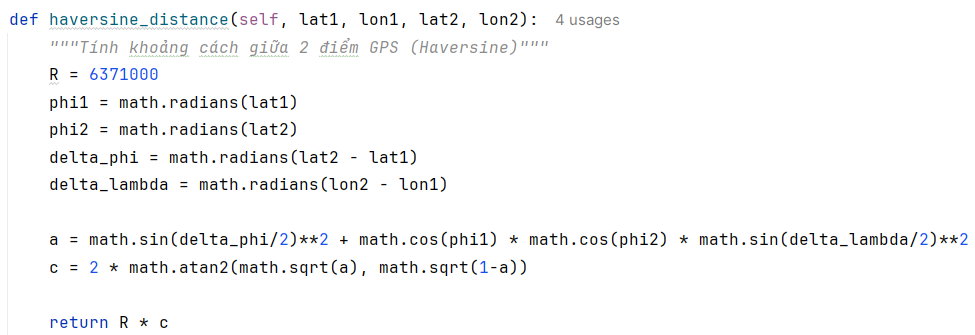 def haversine_distance(self, lat1, lon1, lat2, lon2): 4 usages
"""Tính khoảng cách giữa 2 điểm GPS (Haversine)"""
R = 6371000
phi1 = math.radians(lat1)
phi2 = math.radians(lat2)
delta_phi = math.radians(lat2 - lat1)
delta_lambda = math.radians(lon2 - lon1)
a = math.sin(delta_phi/2)**2 + math.cos(phi1) * math.cos(phi2) * math.sin(delta_lambda/2)**2
c = 2 * math.atan2(math.sqrt(a), math.sqrt(1-a))
return R * c